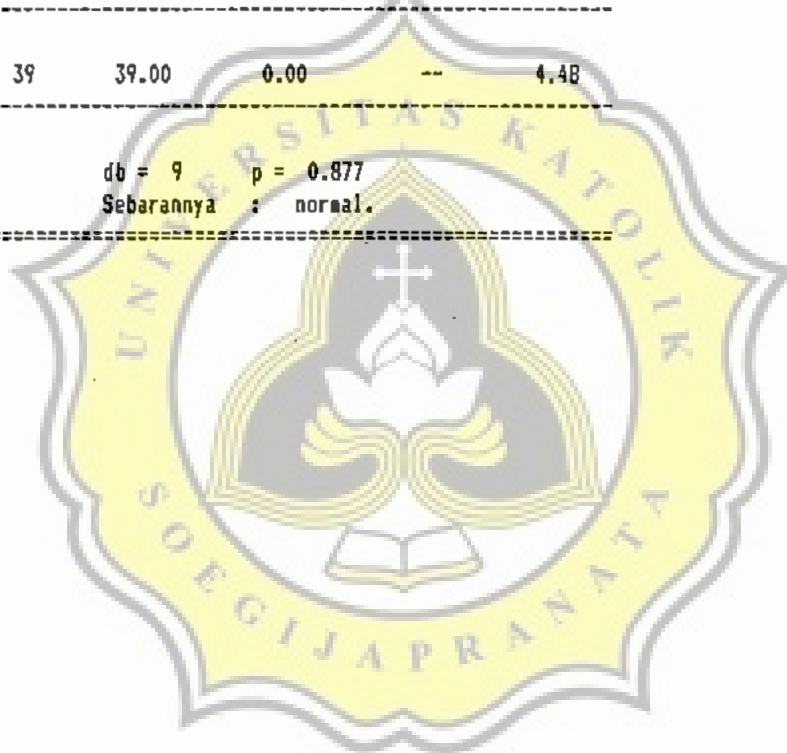 39 39.00 0.00 -- 4.48
db = 9 p = 0.877
Sebarannya : normal.
UNIVERSITAS KATOLIK
SOEGIJAPRANATA